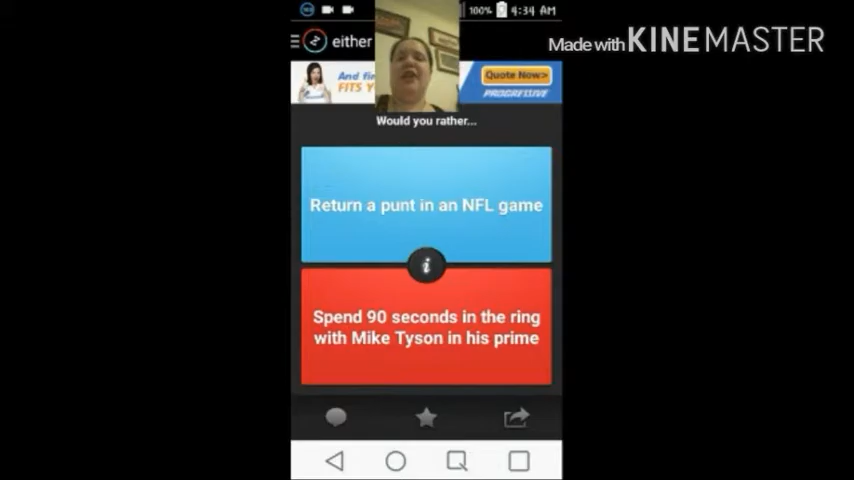 100% 4:34 AM
either
Made with KINEMASTER
And fi
FITS Y
Quote Now>
PROGRESSIVE
Would you rather...
Return a punt in an NFL game
i
Spend 90 seconds in the ring
with Mike Tyson in his prime